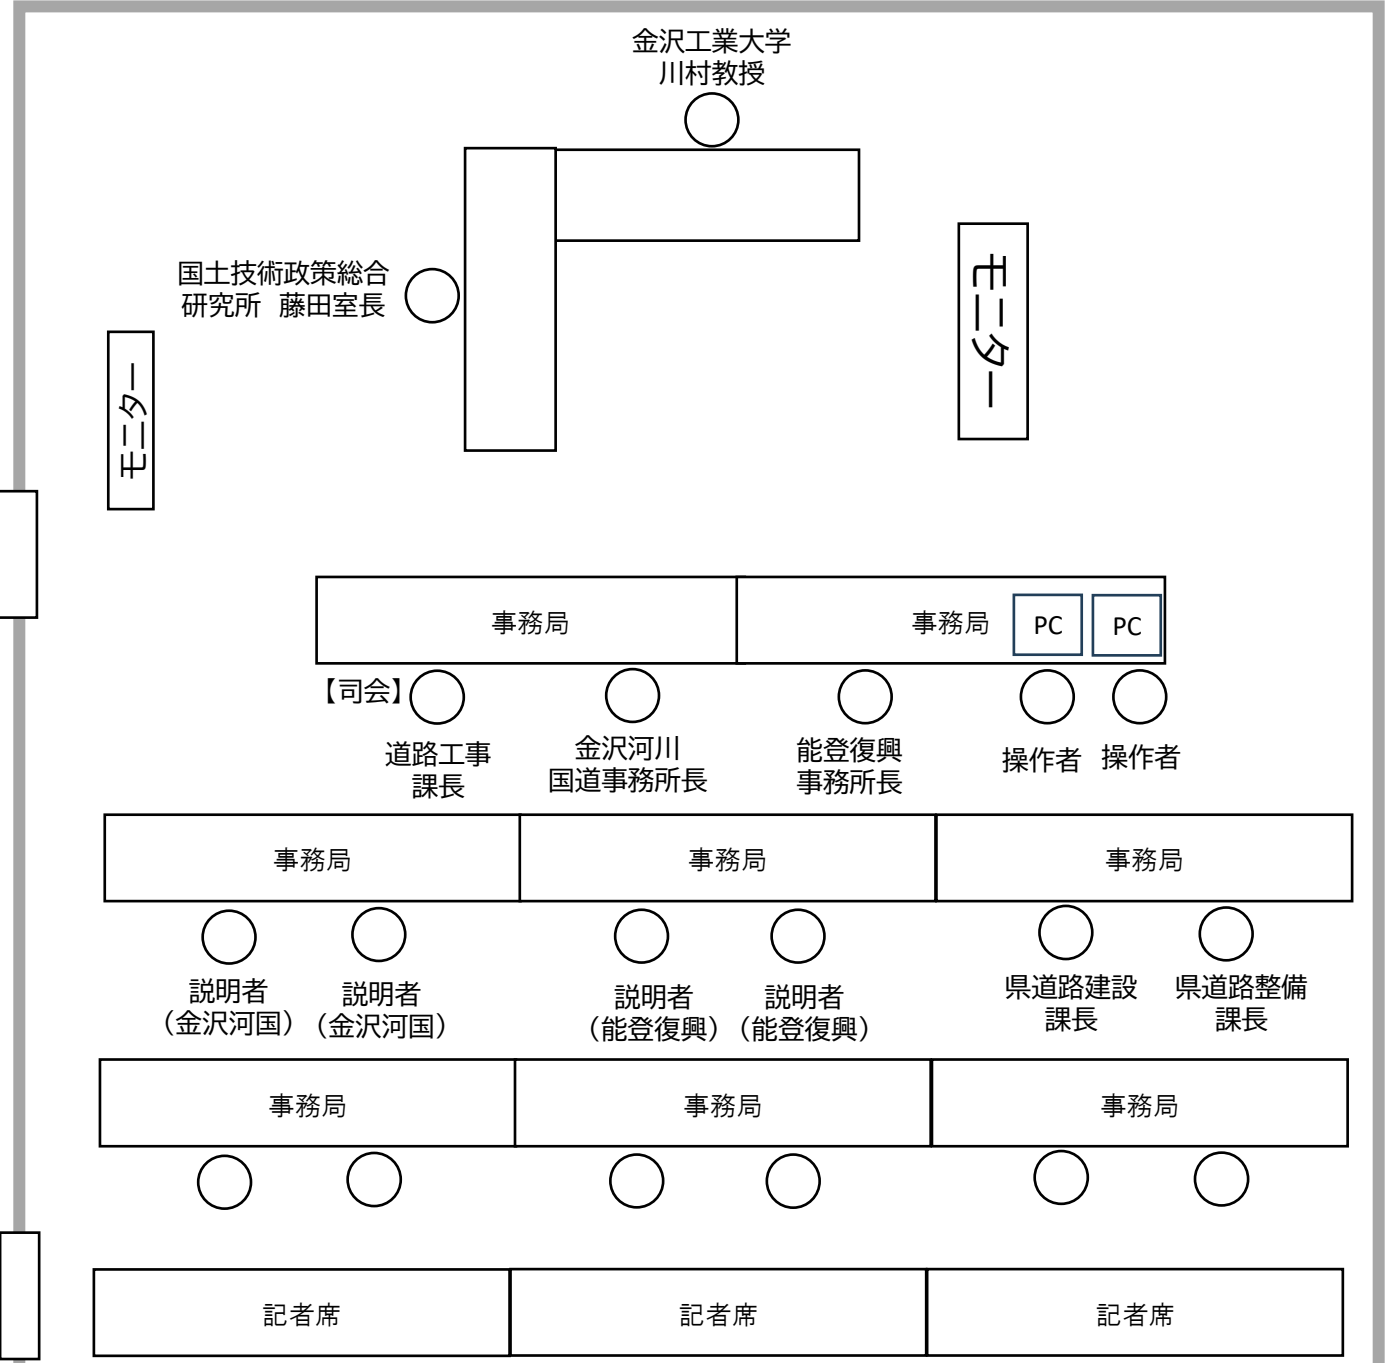 金沢工業大学
川村教授
国土技術政策総合
研究所 藤田室長
モニター
モニター
事務局
事務局
PC
PC
【司会】
道路工事
課長
金沢河川
国道事務所長
能登復興
事務所長
操作者
操作者
事務局
事務局
事務局
説明者
（金沢河国）
説明者
（金沢河国）
説明者
（能登復興）
説明者
（能登復興）
県道路建設
課長
県道路整備
課長
事務局
事務局
事務局
記者席
記者席
記者席